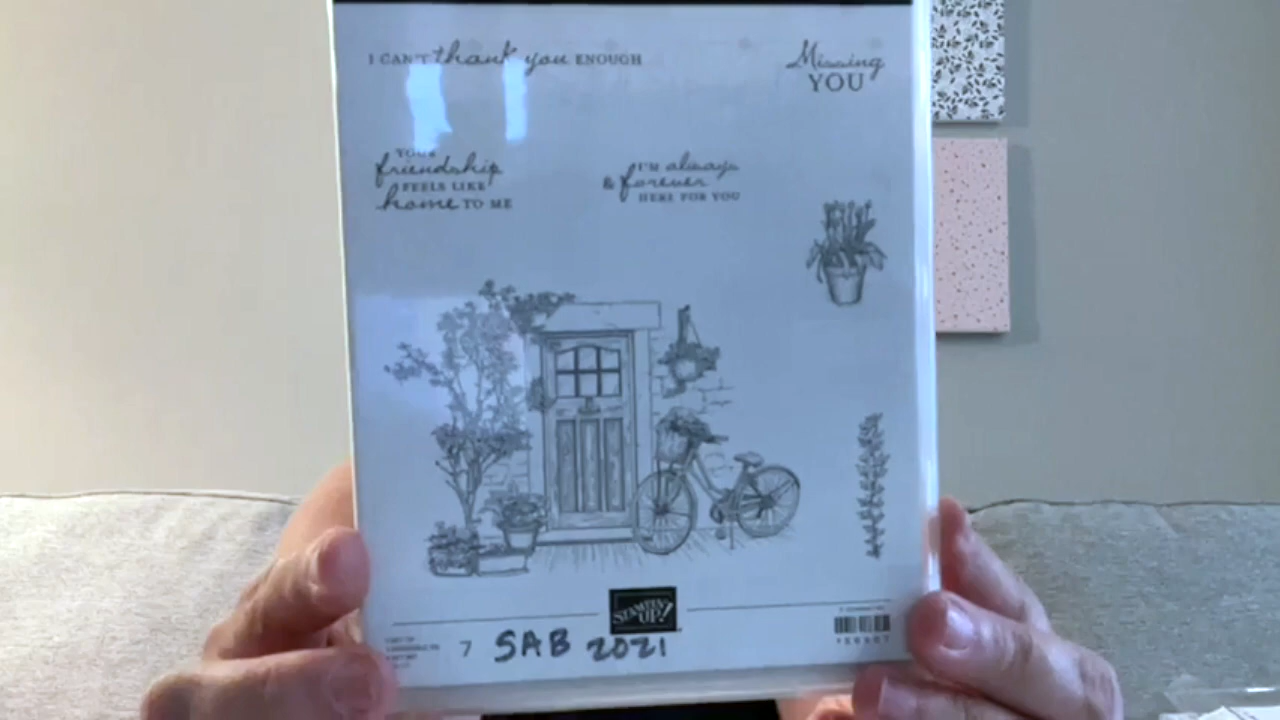 I CAN'T thank you ENOUGH
Missing
YOU
YOUR
friendship
FEELS LIKE
home TO ME
I'M always
& forever
HERE FOR YOU
STAMPIN'
UP!
7 SAB 2021